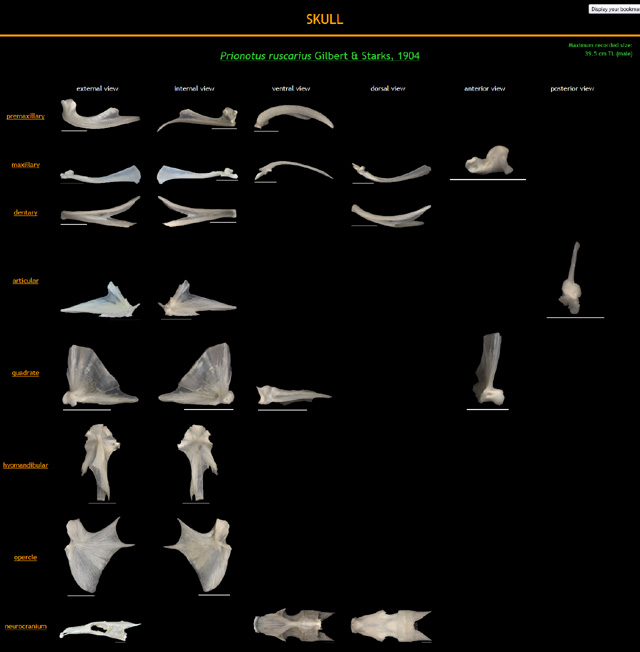 Display your bookma
SKULL
Maximum recorded size:
39.5 cm TL (male)
Prionotus ruscarius Gilbert & Starks, 1904
external view internal view ventral view dorsal view anterior view posterior view
premaxillary
maxillary
dentary
articular
quadrate
hyomandibular
opercle
neurocranium